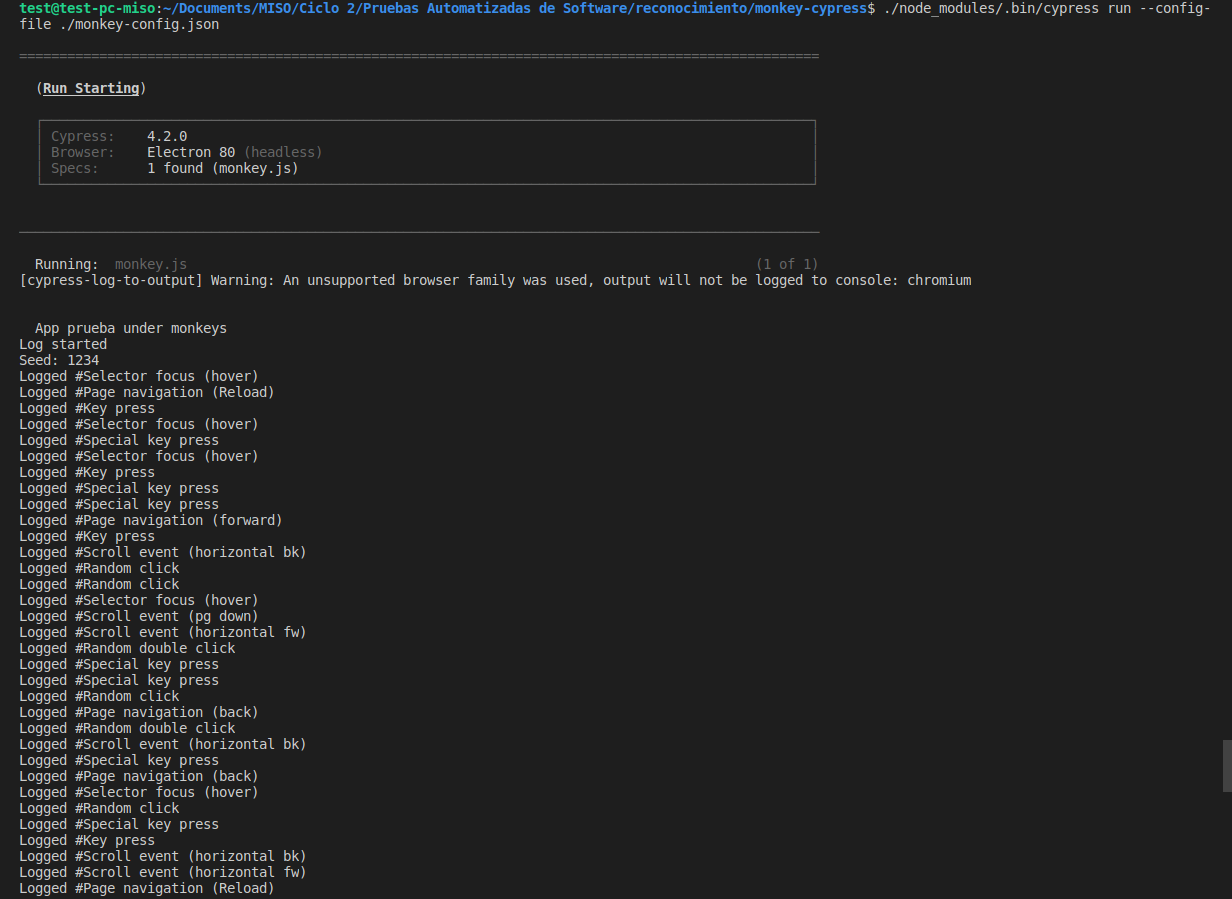 test@test-pc-miso:~/Documents/MISO/Ciclo 2/Pruebas Automatizadas de Software/reconocimiento/monkey-cypress$ ./node_modules/.bin/cypress run --config-
file ./monkey-config.json
(Run Starting)
Cypress: 4.2.0
Browser: Electron 80 (headless)
Specs: 1 found (monkey.js)
Running: monkey.js (1 of 1)
[cypress-log-to-output] Warning: An unsupported browser family was used, output will not be logged to console: chromium
App prueba under monkeys
Log started
Seed: 1234
Logged #Selector focus (hover)
Logged #Page navigation (Reload)
Logged #Key press
Logged #Selector focus (hover)
Logged #Special key press
Logged #Selector focus (hover)
Logged #Key press
Logged #Special key press
Logged #Special key press
Logged #Page navigation (forward)
Logged #Key press
Logged #Scroll event (horizontal bk)
Logged #Random click
Logged #Random click
Logged #Selector focus (hover)
Logged #Scroll event (pg down)
Logged #Scroll event (horizontal fw)
Logged #Random double click
Logged #Special key press
Logged #Special key press
Logged #Random click
Logged #Page navigation (back)
Logged #Random double click
Logged #Scroll event (horizontal bk)
Logged #Special key press
Logged #Page navigation (back)
Logged #Selector focus (hover)
Logged #Random click
Logged #Special key press
Logged #Key press
Logged #Scroll event (horizontal bk)
Logged #Scroll event (horizontal fw)
Logged #Page navigation (Reload)